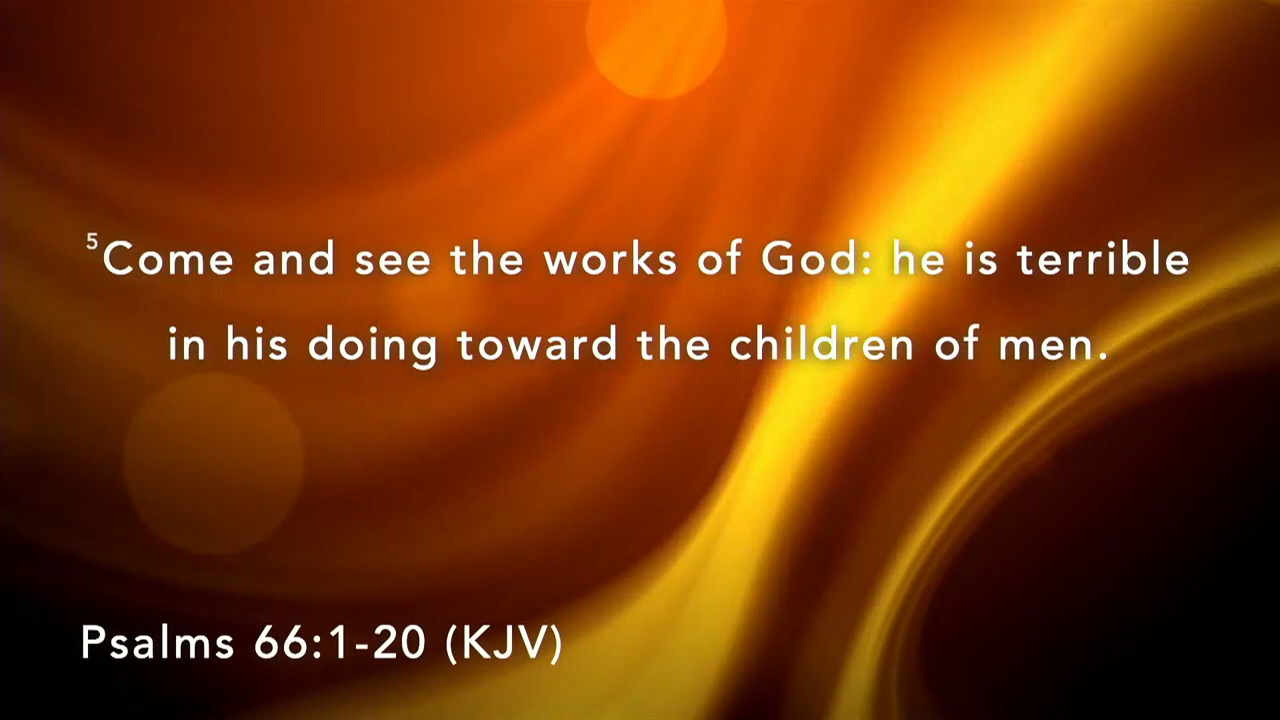 ⁵Come and see the works of God: he is terrible
in his doing toward the children of men.
Psalms 66:1-20 (KJV)